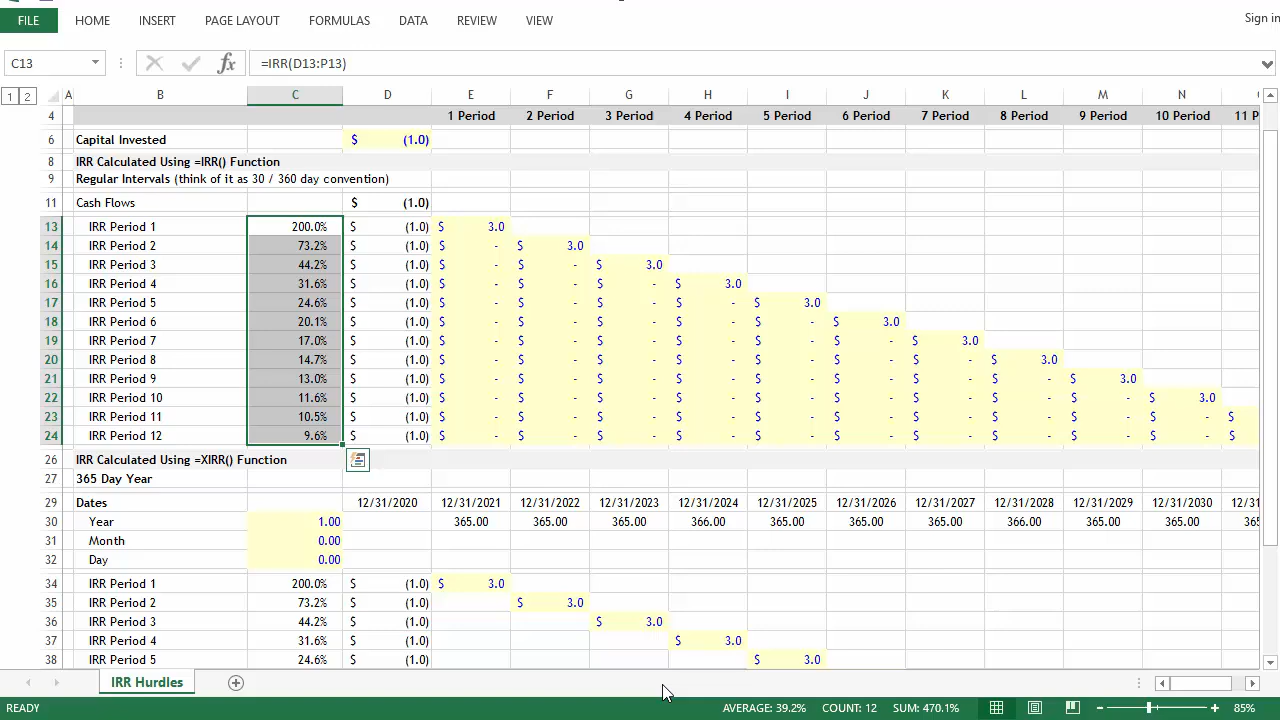 FILE HOME INSERT PAGE LAYOUT FORMULAS DATA REVIEW VIEW Sign in
C13 fx =IRR(D13:P13)
1 2 A B C D E F G H I J K L M N
4 1 Period 2 Period 3 Period 4 Period 5 Period 6 Period 7 Period 8 Period 9 Period 10 Period 11 P
6 Capital Invested $ (1.0)
8 IRR Calculated Using =IRR() Function
9 Regular Intervals (think of it as 30 / 360 day convention)
11 Cash Flows $ (1.0)
13 IRR Period 1 200.0% $ (1.0) $ 3.0
14 IRR Period 2 73.2% $ (1.0) $ - $ 3.0
15 IRR Period 3 44.2% $ (1.0) $ - $ - $ 3.0
16 IRR Period 4 31.6% $ (1.0) $ - $ - $ - $ 3.0
17 IRR Period 5 24.6% $ (1.0) $ - $ - $ - $ - $ 3.0
18 IRR Period 6 20.1% $ (1.0) $ - $ - $ - $ - $ - $ 3.0
19 IRR Period 7 17.0% $ (1.0) $ - $ - $ - $ - $ - $ - $ 3.0
20 IRR Period 8 14.7% $ (1.0) $ - $ - $ - $ - $ - $ - $ - $ 3.0
21 IRR Period 9 13.0% $ (1.0) $ - $ - $ - $ - $ - $ - $ - $ - $ 3.0
22 IRR Period 10 11.6% $ (1.0) $ - $ - $ - $ - $ - $ - $ - $ - $ - $ 3.0
23 IRR Period 11 10.5% $ (1.0) $ - $ - $ - $ - $ - $ - $ - $ - $ - $ - $
24 IRR Period 12 9.6% $ (1.0) $ - $ - $ - $ - $ - $ - $ - $ - $ - $ - $
26 IRR Calculated Using =XIRR() Function
27 365 Day Year
29 Dates 12/31/2020 12/31/2021 12/31/2022 12/31/2023 12/31/2024 12/31/2025 12/31/2026 12/31/2027 12/31/2028 12/31/2029 12/31/2030 12/31
30 Year 1.00 365.00 365.00 365.00 366.00 365.00 365.00 365.00 366.00 365.00 365.00 365
31 Month 0.00
32 Day 0.00
34 IRR Period 1 200.0% $ (1.0) $ 3.0
35 IRR Period 2 73.2% $ (1.0) $ 3.0
36 IRR Period 3 44.2% $ (1.0) $ 3.0
37 IRR Period 4 31.6% $ (1.0) $ 3.0
38 IRR Period 5 24.6% $ (1.0) $ 3.0
IRR Hurdles
READY AVERAGE: 39.2% COUNT: 12 SUM: 470.1% 85%